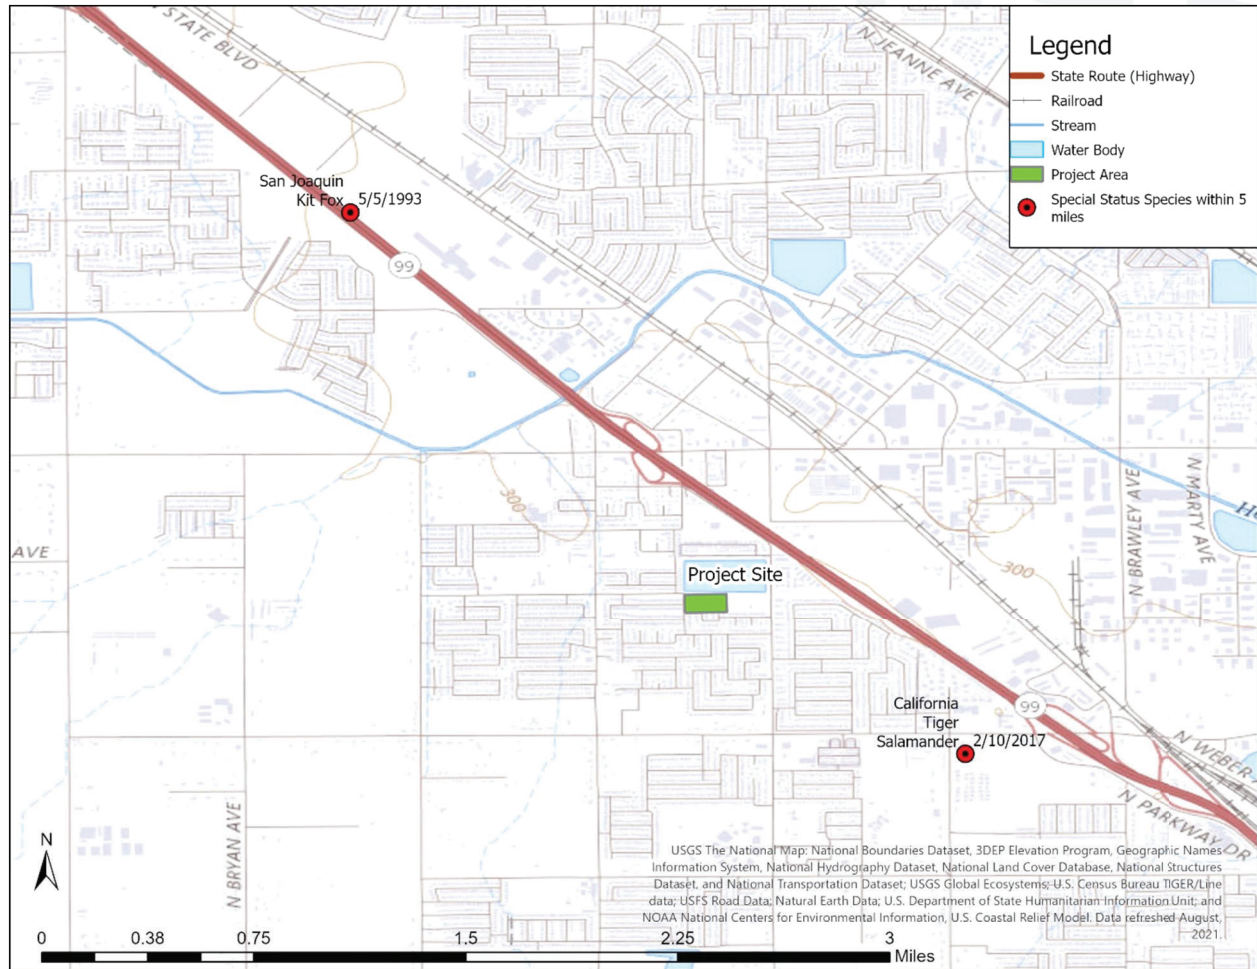 STATE BLVD
N JEANNE AVE
Legend
State Route (Highway)
Railroad
Stream
Water Body
Project Area
Special Status Species within 5
miles
San Joaquin
Kit Fox
5/5/1993
99
300
AVE
Project Site
N BRAWLEY AVE
N MARTY AVE
300
California
Tiger
Salamander
2/10/2017
99
N WEBER
N PARKWAY DR
N BRYAN AVE
N
USGS The National Map: National Boundaries Dataset, 3DEP Elevation Program, Geographic Names
Information System, National Hydrography Dataset, National Land Cover Database, National Structures
Dataset, and National Transportation Dataset; USGS Global Ecosystems; U.S. Census Bureau TIGER/Line
data; USFS Road Data; Natural Earth Data; U.S. Department of State Humanitarian Information Unit; and
NOAA National Centers for Environmental Information, U.S. Coastal Relief Model. Data refreshed August,
2021.
0 0.38 0.75 1.5 2.25 3
Miles